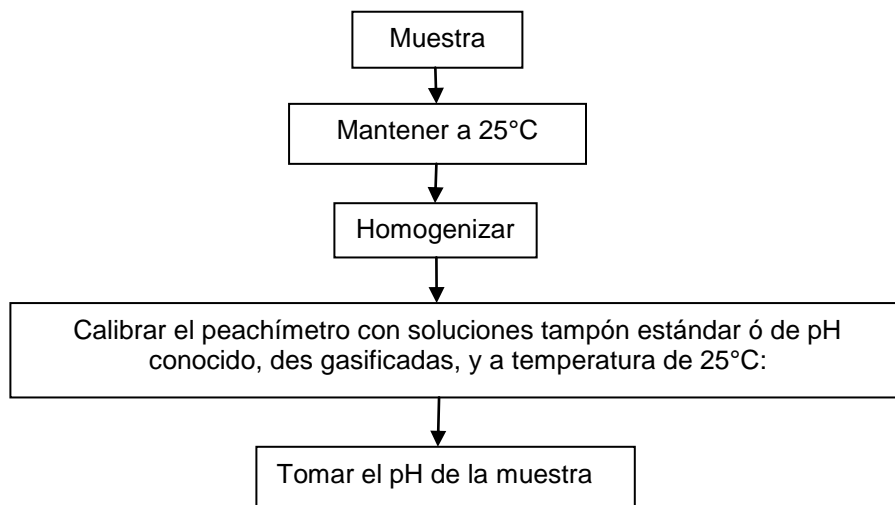 Muestra
Mantener a 25°C
Homogenizar
Calibrar el peachímetro con soluciones tampón estándar ó de pH
conocido, des gasificadas, y a temperatura de 25°C:
Tomar el pH de la muestra